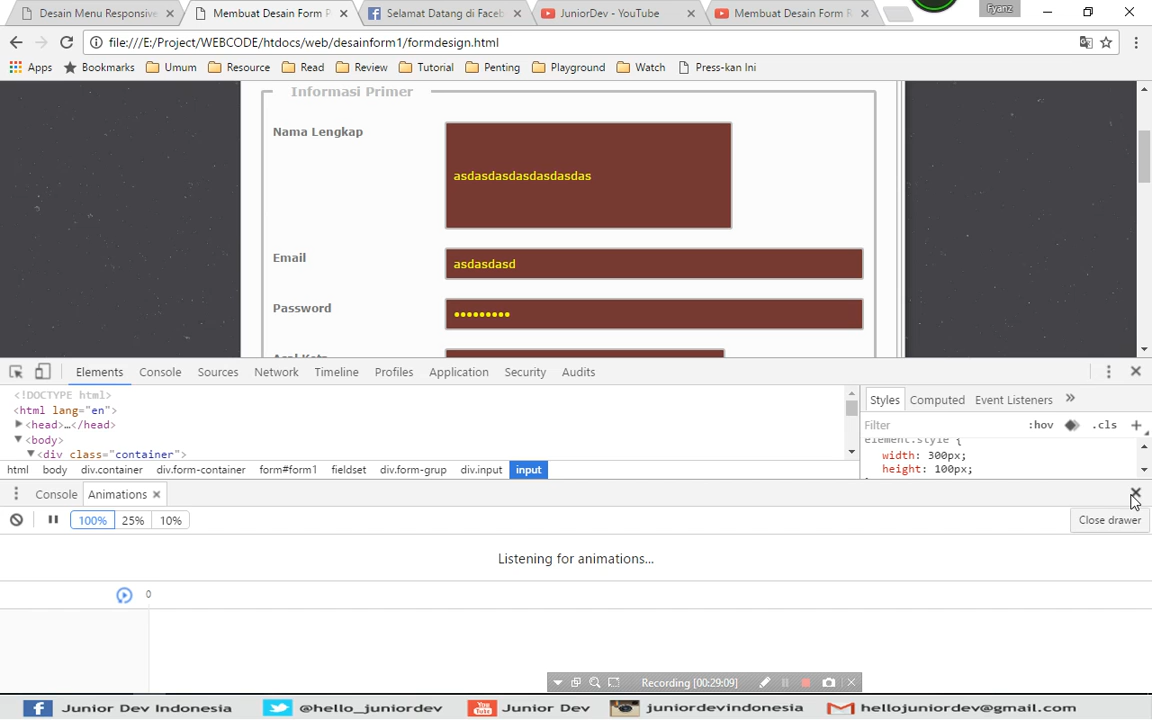 Desain Menu Responsive
Membuat Desain Form P
Selamat Datang di Faceb
JuniorDev - YouTube
Membuat Desain Form R
Fyanz
file:///E:/Project/WEBCODE/htdocs/web/desainform1/formdesign.html
Apps Bookmarks Umum Resource Read Review Tutorial Penting Playground Watch Press-kan Ini
Informasi Primer
Nama Lengkap
asdasdasdasdasdasdas
Email
asdasdasd
Password
•••••••••
Asal Kota
Elements Console Sources Network Timeline Profiles Application Security Audits
<!DOCTYPE html>
<html lang="en">
<head>…</head>
<body>
<div class="container">
Styles Computed Event Listeners »
Filter :hov .cls +
element.style {
width: 300px;
height: 100px;
html body div.container div.form-container form#form1 fieldset div.form-grup div.input input
Console Animations
Close drawer
100% 25% 10%
Listening for animations...
0
Recording [00:29:09]
Junior Dev Indonesia @hello_juniordev You Tube Junior Dev juniordevindonesia hellojuniordev@gmail.com